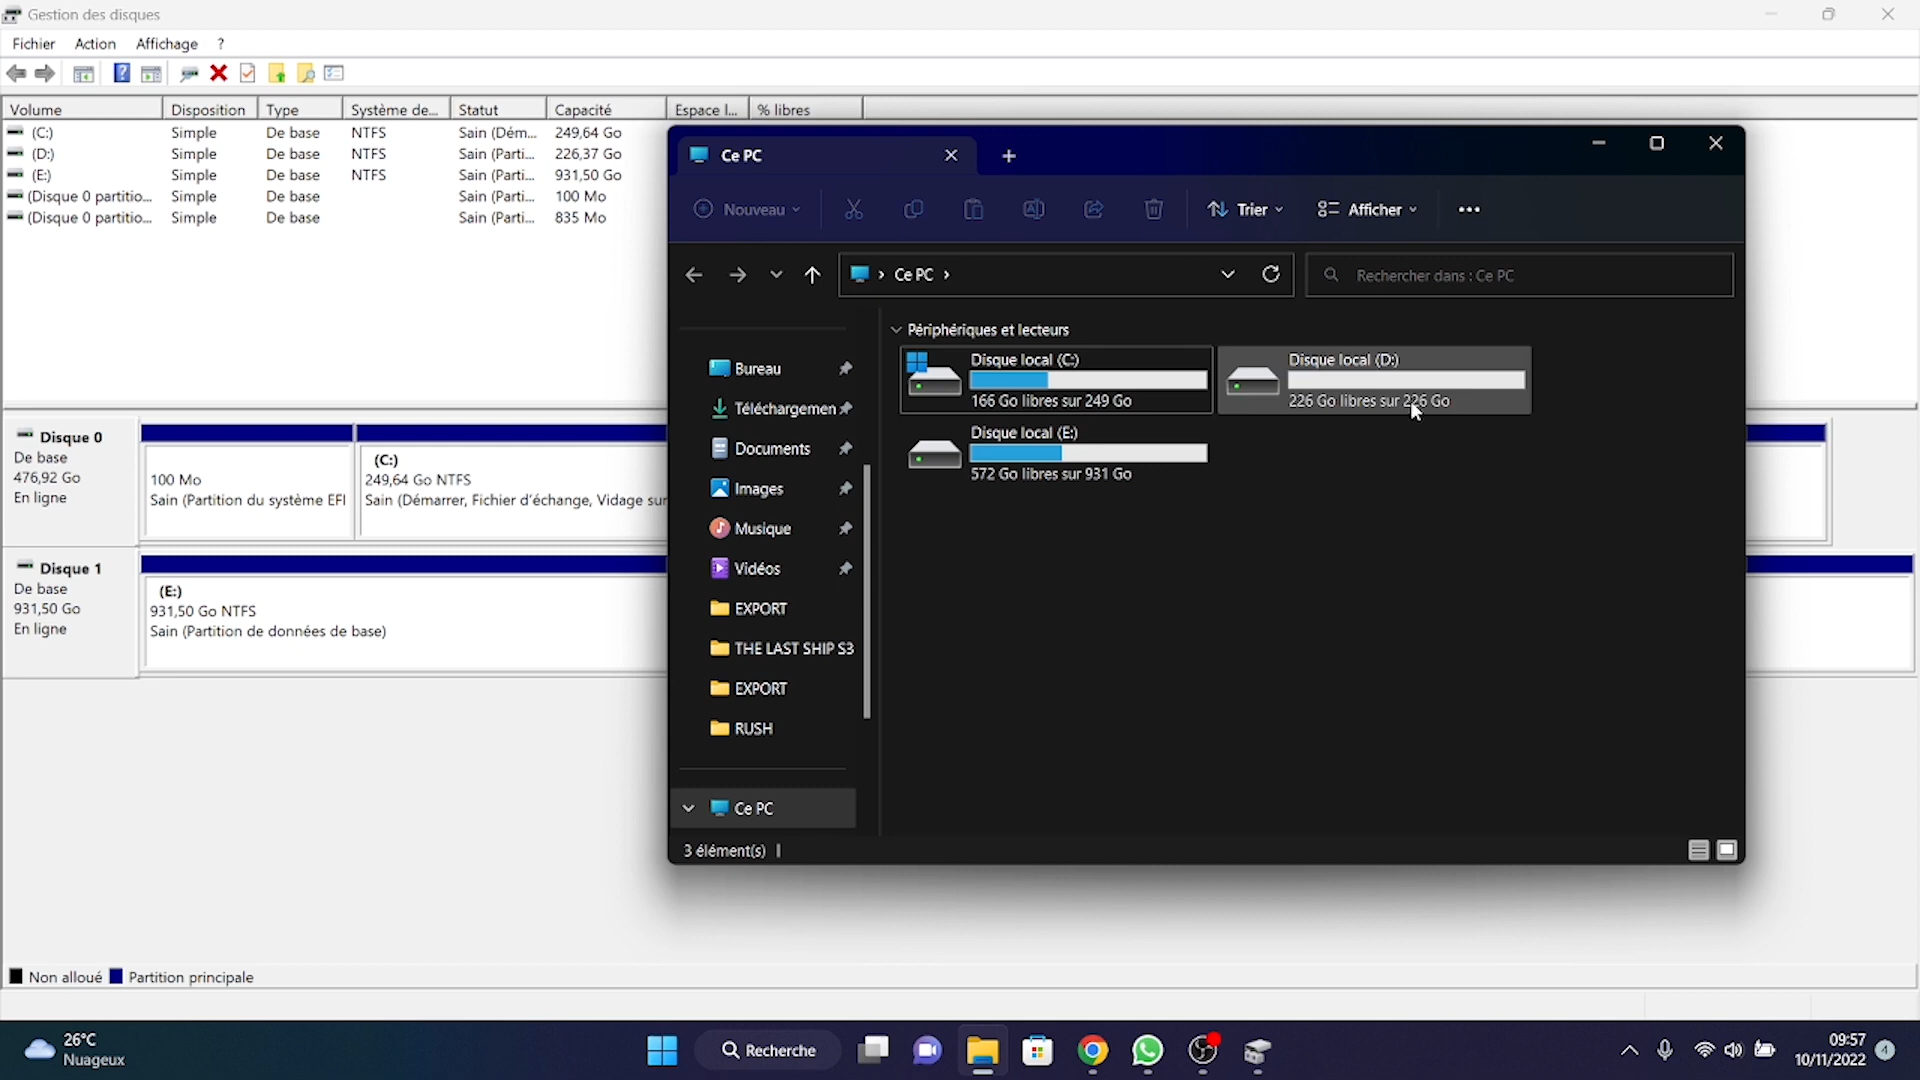 Gestion des disques
Fichier Action Affichage ?
Volume Disposition Type Système de... Statut Capacité Espace l... % libres
(C:) Simple De base NTFS Sain (Dém... 249,64 Go
(D:) Simple De base NTFS Sain (Parti... 226,37 Go
(E:) Simple De base NTFS Sain (Parti... 931,50 Go
(Disque 0 partitio... Simple De base Sain (Parti... 100 Mo
(Disque 0 partitio... Simple De base Sain (Parti... 835 Mo
Disque 0
De base
476,92 Go
En ligne
100 Mo
Sain (Partition du système EFI
(C:)
249,64 Go NTFS
Sain (Démarrer, Fichier d'échange, Vidage sur
Disque 1
De base
931,50 Go
En ligne
(E:)
931,50 Go NTFS
Sain (Partition de données de base)
Non alloué Partition principale
Ce PC
Nouveau Trier Afficher
Ce PC
Rechercher dans : Ce PC
Bureau
Téléchargemen
Documents
Images
Musique
Vidéos
EXPORT
THE LAST SHIP S3
EXPORT
RUSH
Ce PC
Périphériques et lecteurs
Disque local (C:)
166 Go libres sur 249 Go
Disque local (D:)
226 Go libres sur 226 Go
Disque local (E:)
572 Go libres sur 931 Go
3 élément(s)
26°C
Nuageux
Recherche
09:57
10/11/2022
4